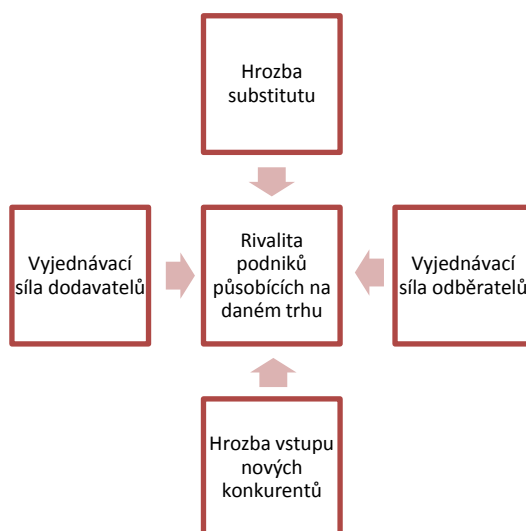 Hrozba
substitutu
Vyjednávací
síla dodavatelů
Rivalita
podniků
působících na
daném trhu
Vyjednávací
síla odběratelů
Hrozba vstupu
nových
konkurentů